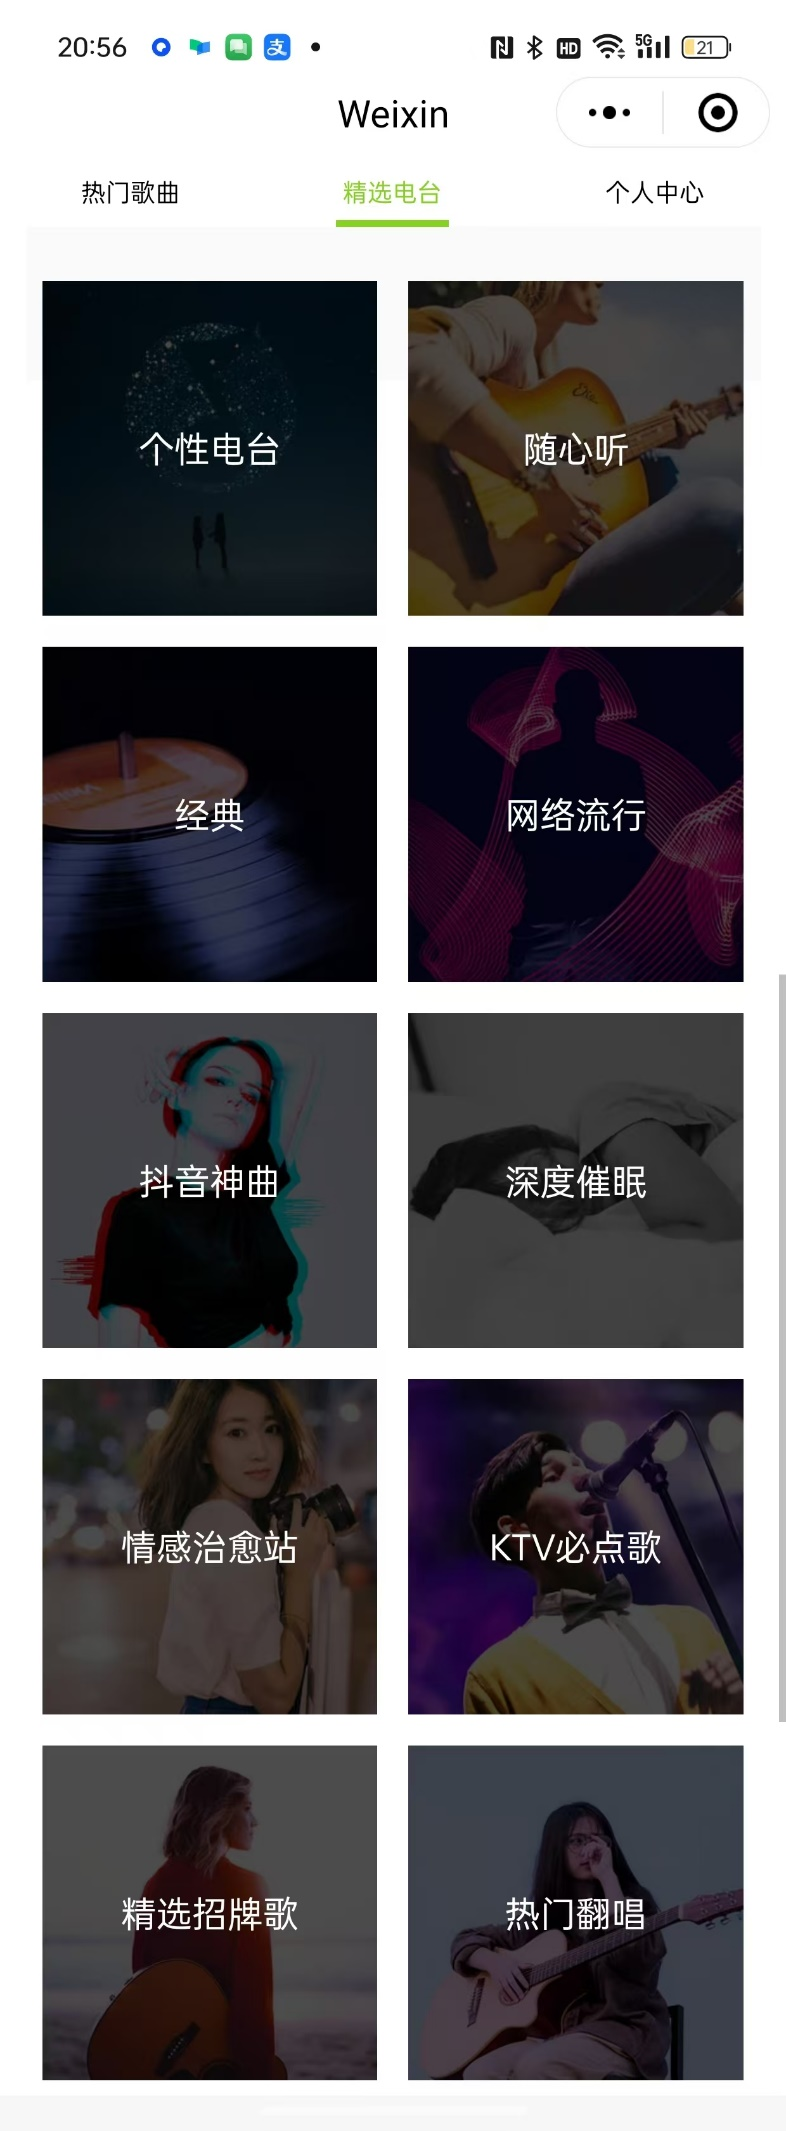 20:56
HD
5G
21
Weixin
热门歌曲
精选电台
个人中心
个性电台
随心听
经典
网络流行
抖音神曲
深度催眠
情感治愈站
KTV必点歌
精选招牌歌
热门翻唱